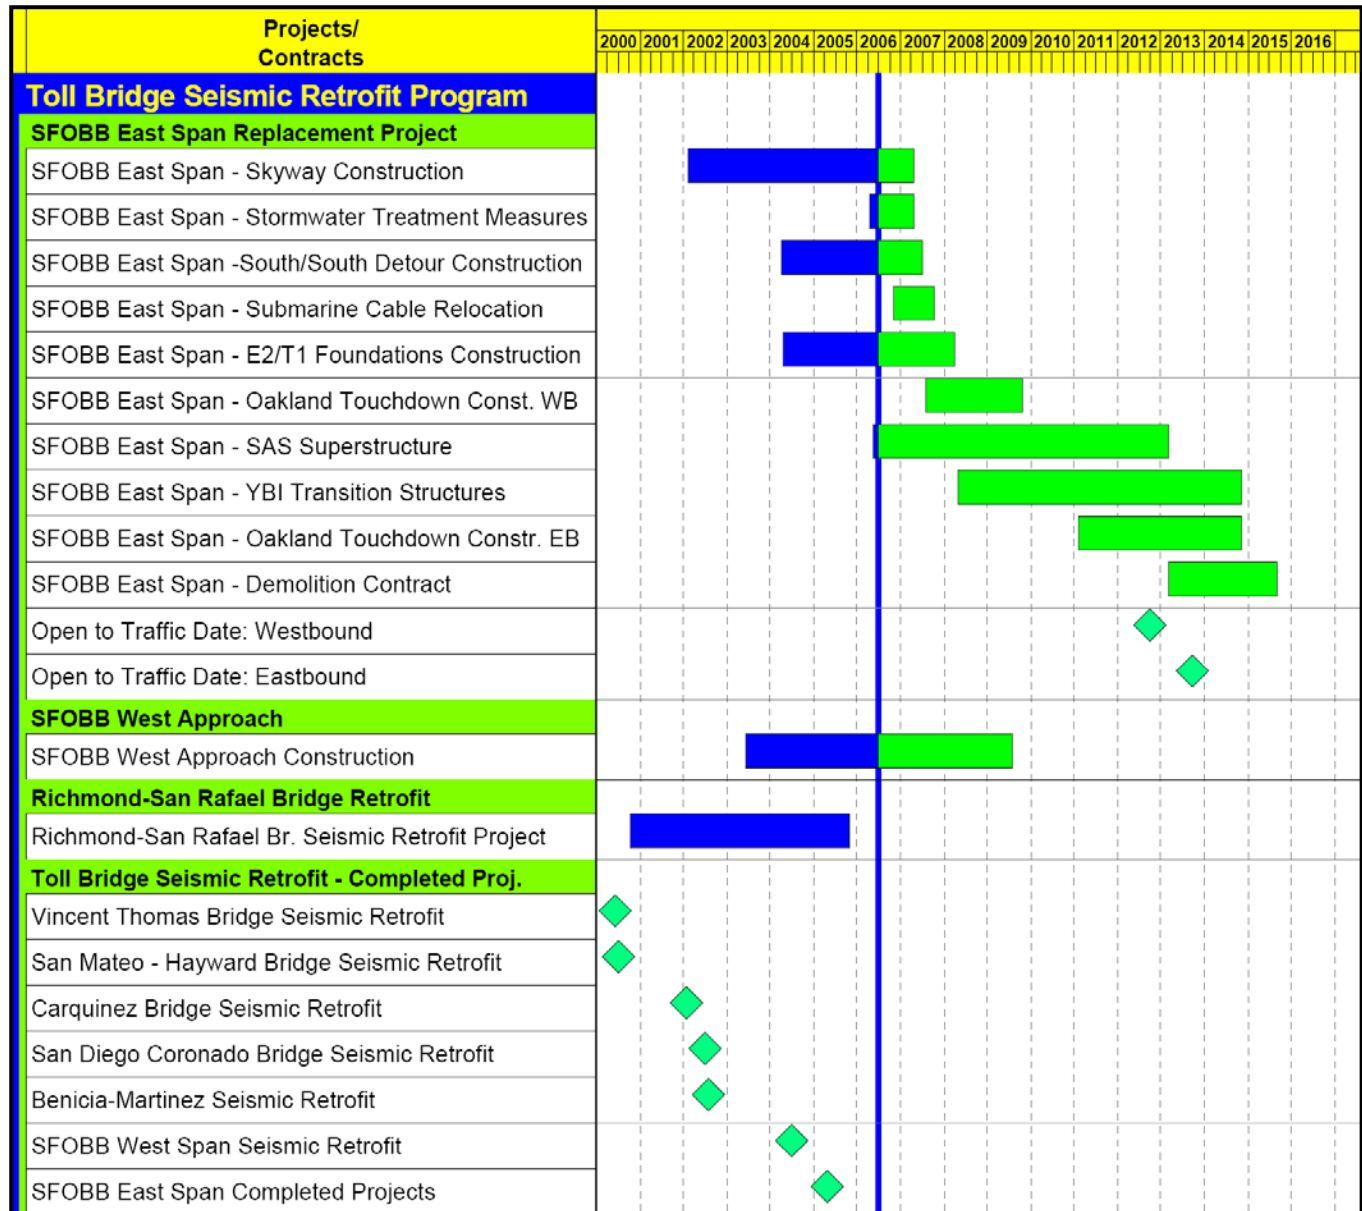 Projects/
Contracts
2000 2001 2002 2003 2004 2005 2006 2007 2008 2009 2010 2011 2012 2013 2014 2015 2016
Toll Bridge Seismic Retrofit Program
SFOBB East Span Replacement Project
SFOBB East Span - Skyway Construction
SFOBB East Span - Stormwater Treatment Measures
SFOBB East Span -South/South Detour Construction
SFOBB East Span - Submarine Cable Relocation
SFOBB East Span - E2/T1 Foundations Construction
SFOBB East Span - Oakland Touchdown Const. WB
SFOBB East Span - SAS Superstructure
SFOBB East Span - YBI Transition Structures
SFOBB East Span - Oakland Touchdown Constr. EB
SFOBB East Span - Demolition Contract
Open to Traffic Date: Westbound
Open to Traffic Date: Eastbound
SFOBB West Approach
SFOBB West Approach Construction
Richmond-San Rafael Bridge Retrofit
Richmond-San Rafael Br. Seismic Retrofit Project
Toll Bridge Seismic Retrofit - Completed Proj.
Vincent Thomas Bridge Seismic Retrofit
San Mateo - Hayward Bridge Seismic Retrofit
Carquinez Bridge Seismic Retrofit
San Diego Coronado Bridge Seismic Retrofit
Benicia-Martinez Seismic Retrofit
SFOBB West Span Seismic Retrofit
SFOBB East Span Completed Projects